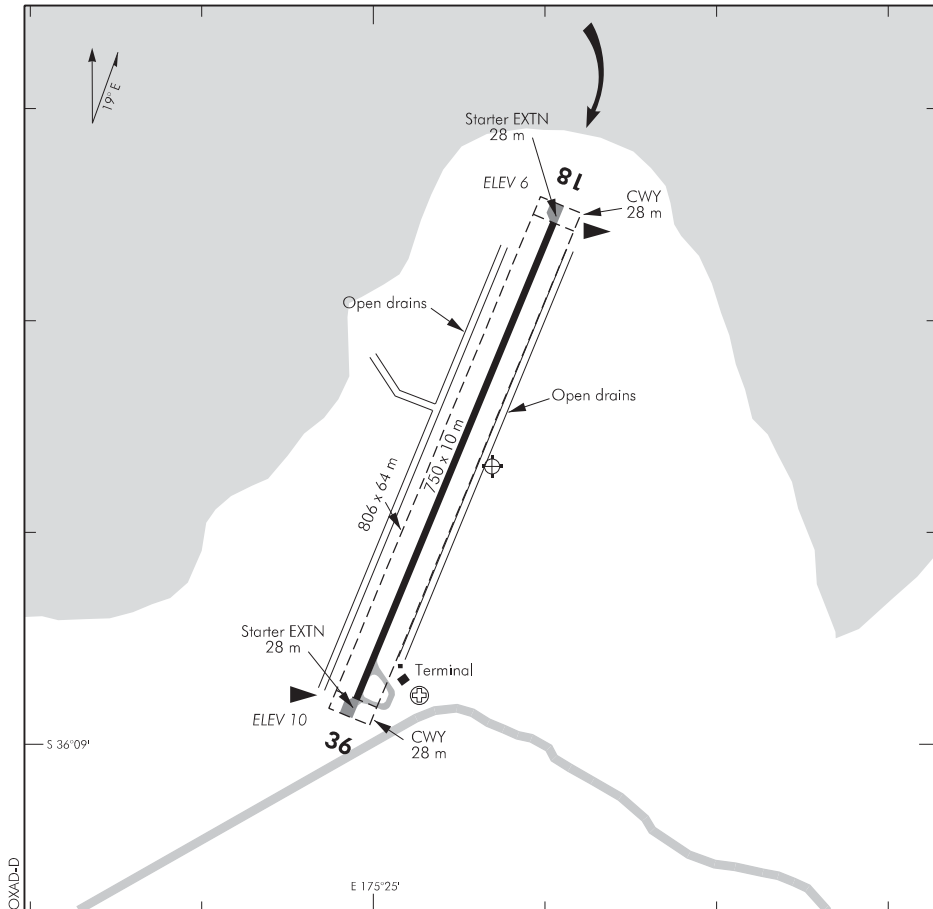 19° E
Starter EXTN
28 m
ELEV 6
18
CWY
28 m
Open drains
Open drains
750 x 10 m
806 x 64 m
Starter EXTN
28 m
Terminal
ELEV 10
36
CWY
28 m
S 36°09'
E 175°25'
OXAD-D